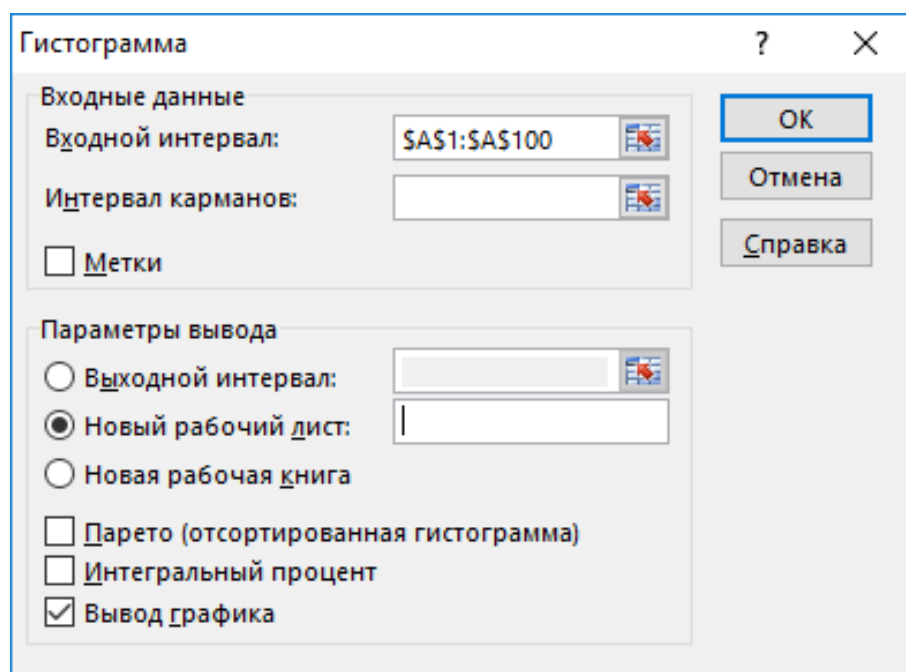 Гистограмма ?
Входные данные
Входной интервал: $A$1:$A$100
Интервал карманов:
Метки
OK
Отмена
Справка
Параметры вывода
Выходной интервал:
Новый рабочий лист:
Новая рабочая книга
Парето (отсортированная гистограмма)
Интегральный процент
Вывод графика